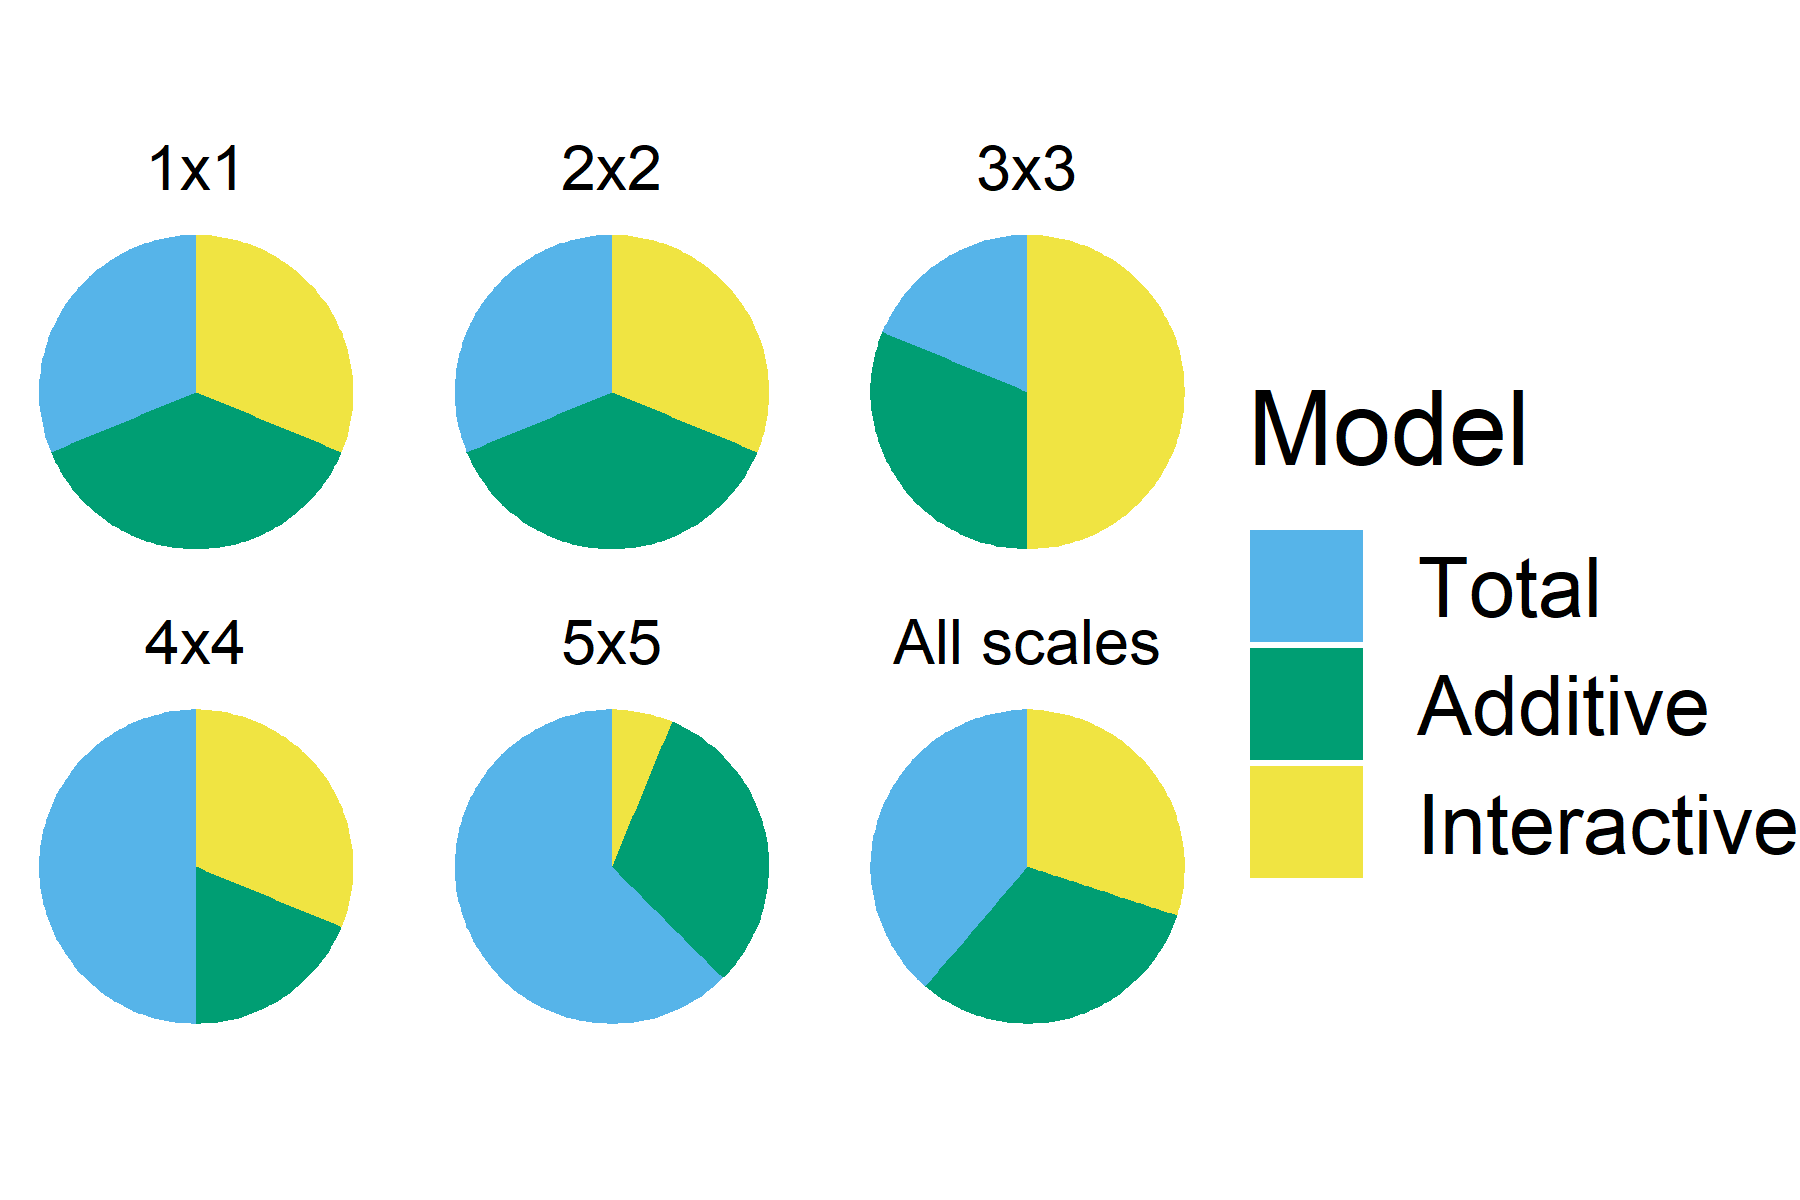 1x1
2x2
3x3
4x4
5x5
All scales
Model
Total
Additive
Interactive